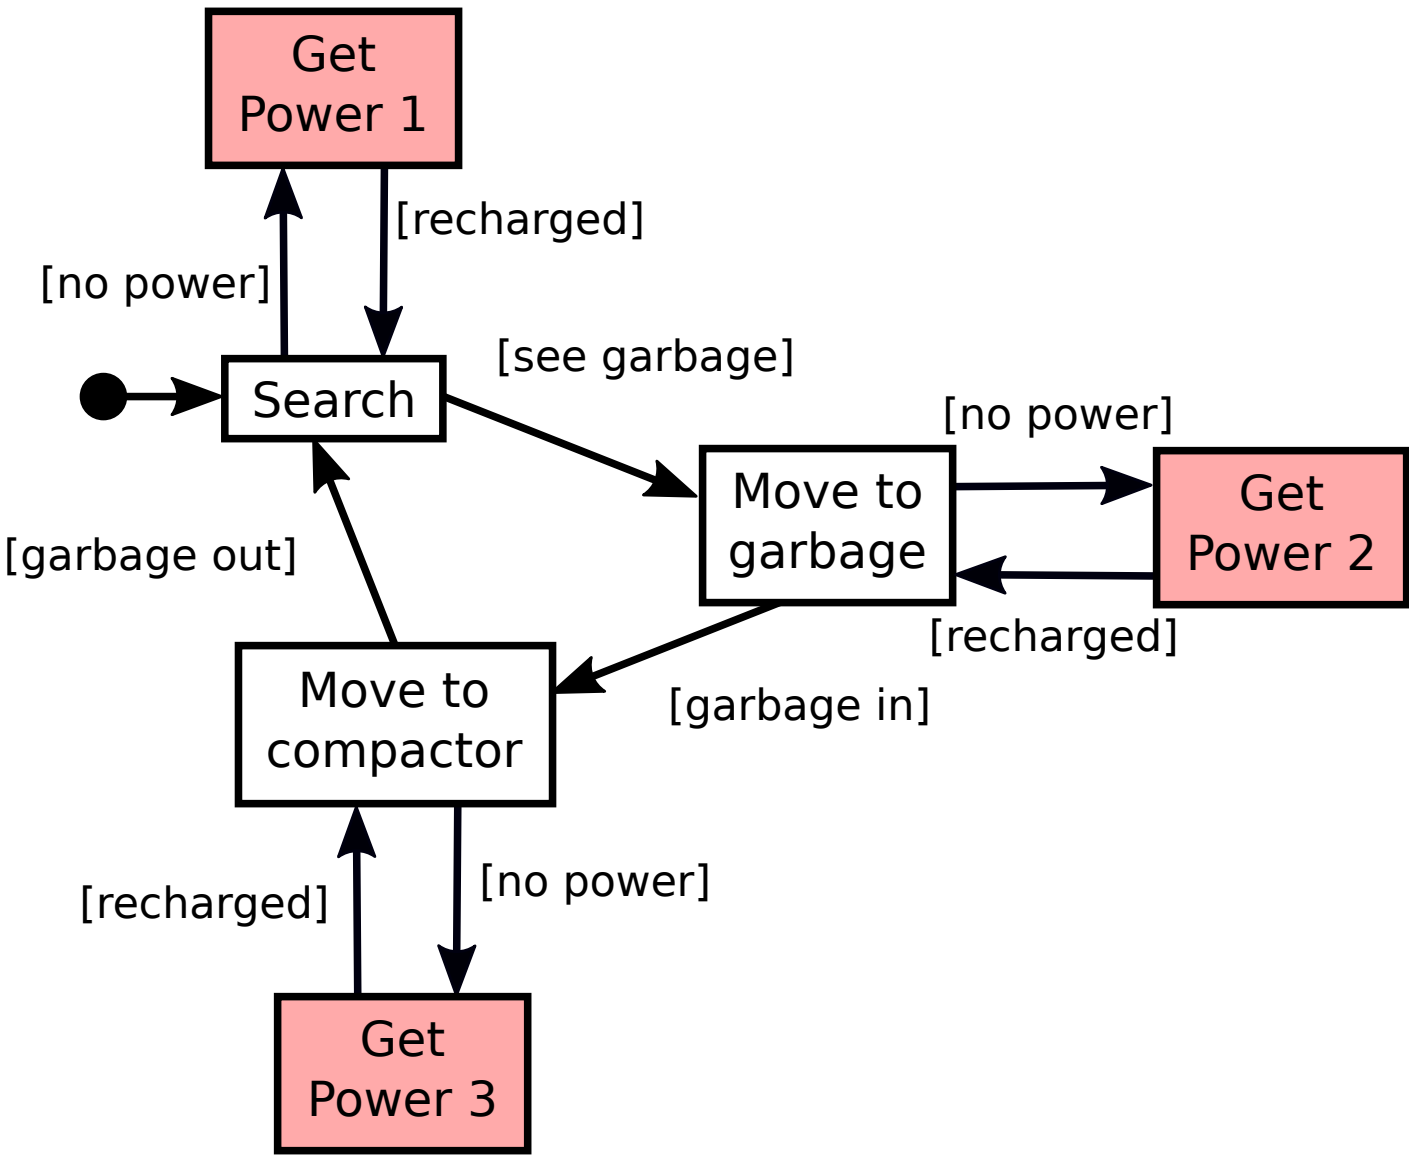 Get
Power 1
[recharged]
[no power]
[see garbage]
Search
[no power]
Move to
garbage
Get
Power 2
[garbage out]
[recharged]
Move to
compactor
[garbage in]
[no power]
[recharged]
Get
Power 3